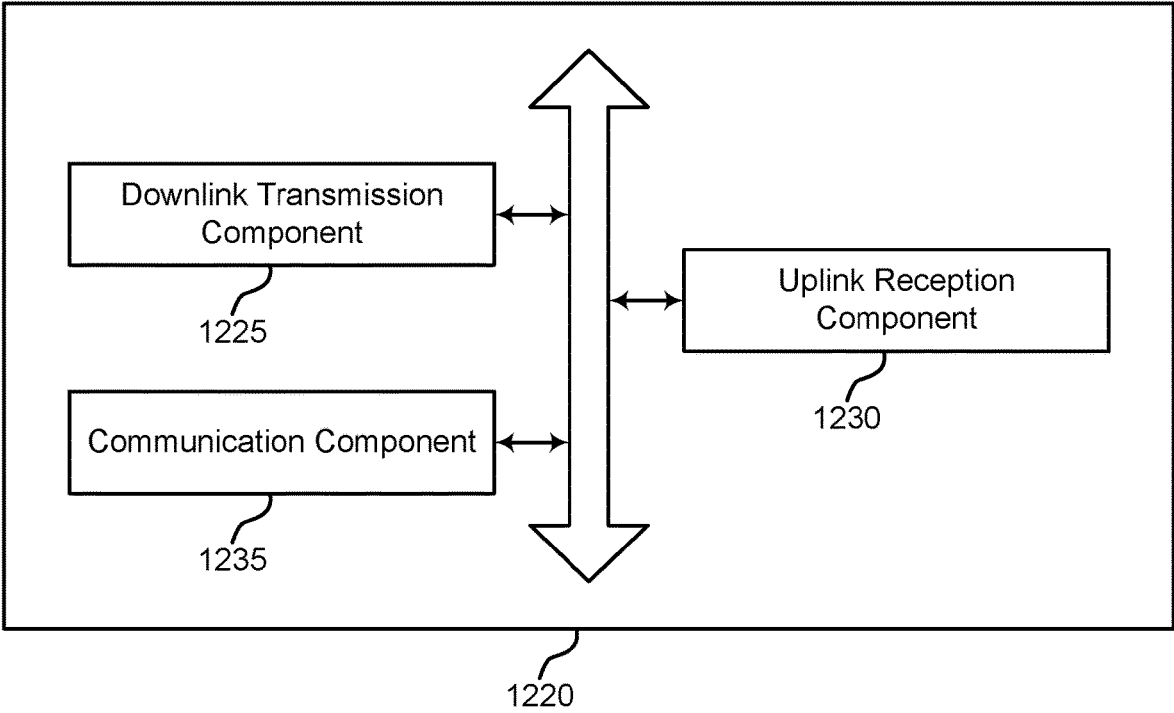 Downlink Transmission
Component
1225
Uplink Reception
Component
1230
Communication Component
1235
1220